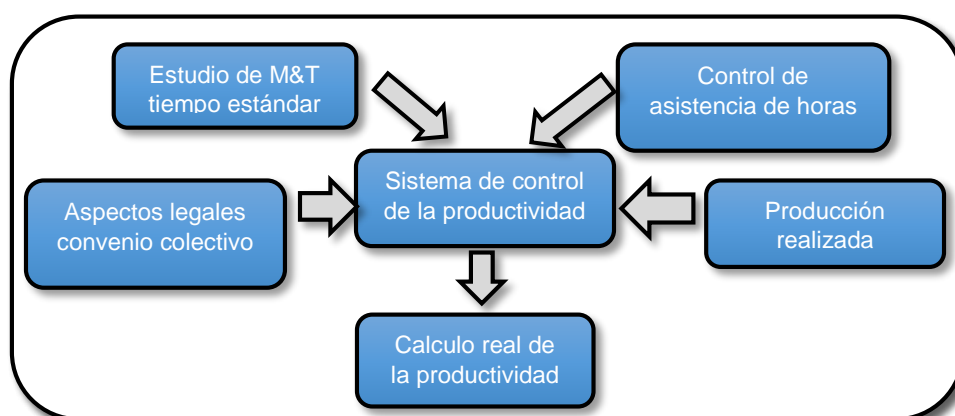 Estudio de M&T
tiempo estándar
Control de
asistencia de horas
Sistema de control
de la productividad
Aspectos legales
convenio colectivo
Producción
realizada
Calculo real de
la productividad